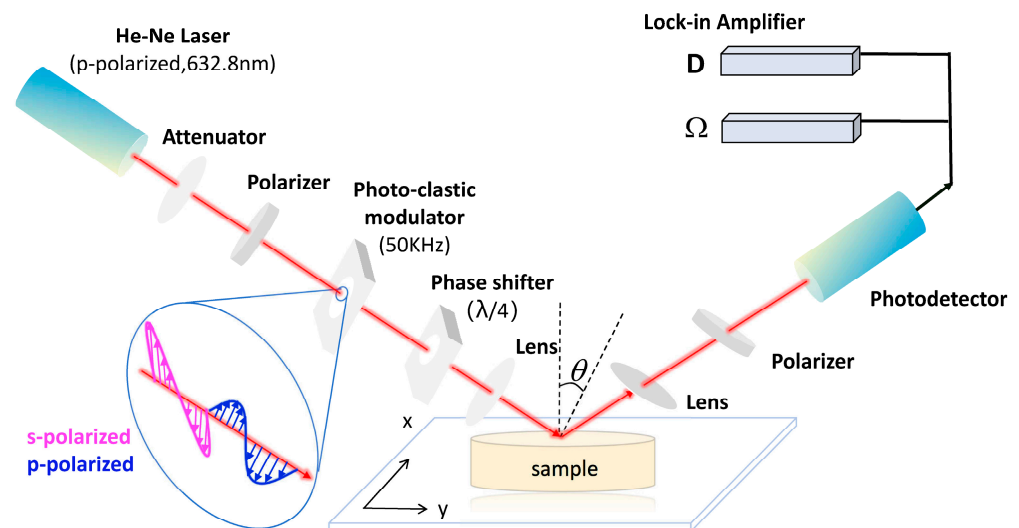 Lock-in Amplifier
He-Ne Laser
(p-polarized,632.8nm)
D
Attenuator
Ω
Polarizer
Photo-clastic
modulator
(50KHz)
Phase shifter
(λ/4)
Photodetector
Lens
θ
Polarizer
Lens
x
s-polarized
p-polarized
sample
y